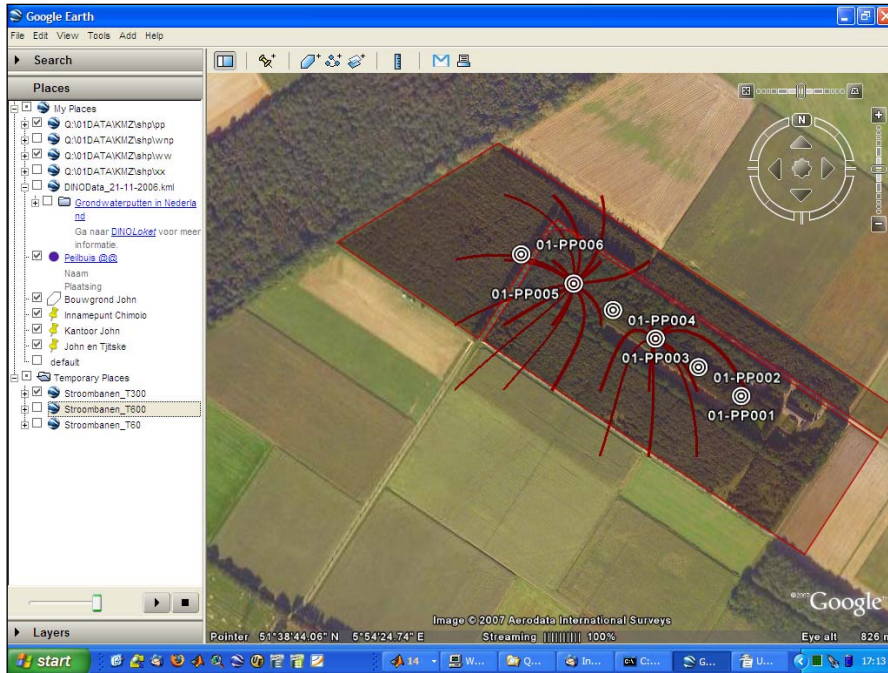 Google Earth
File Edit View Tools Add Help
Search
Places
My Places
Q:\01DATA\KMZ\shp\pp
Q:\01DATA\KMZ\shp\wnp
Q:\01DATA\KMZ\shp\ww
Q:\01DATA\KMZ\shp\xx
DINOData_21-11-2006.kml
Grondwaterputten in Nederla
nd
Ga naar DINOLoket voor meer
informatie.
Peilbuis @@
Naam
Plaatsing
Bouwgrond John
Innamepunt Chimoio
Kantoor John
John en Tjitske
default
Temporary Places
Stroombanen_T300
Stroombanen_T600
Stroombanen_T60
Layers
N
01-PP006
01-PP005
01-PP004
01-PP003
01-PP002
01-PP001
©2007 Google
Image © 2007 Aerodata International Surveys
Pointer 51°38'44.06" N 5°54'24.74" E Streaming 100% Eye alt 826 m
start 14 W... Q... In... C:... G... U... 17:13